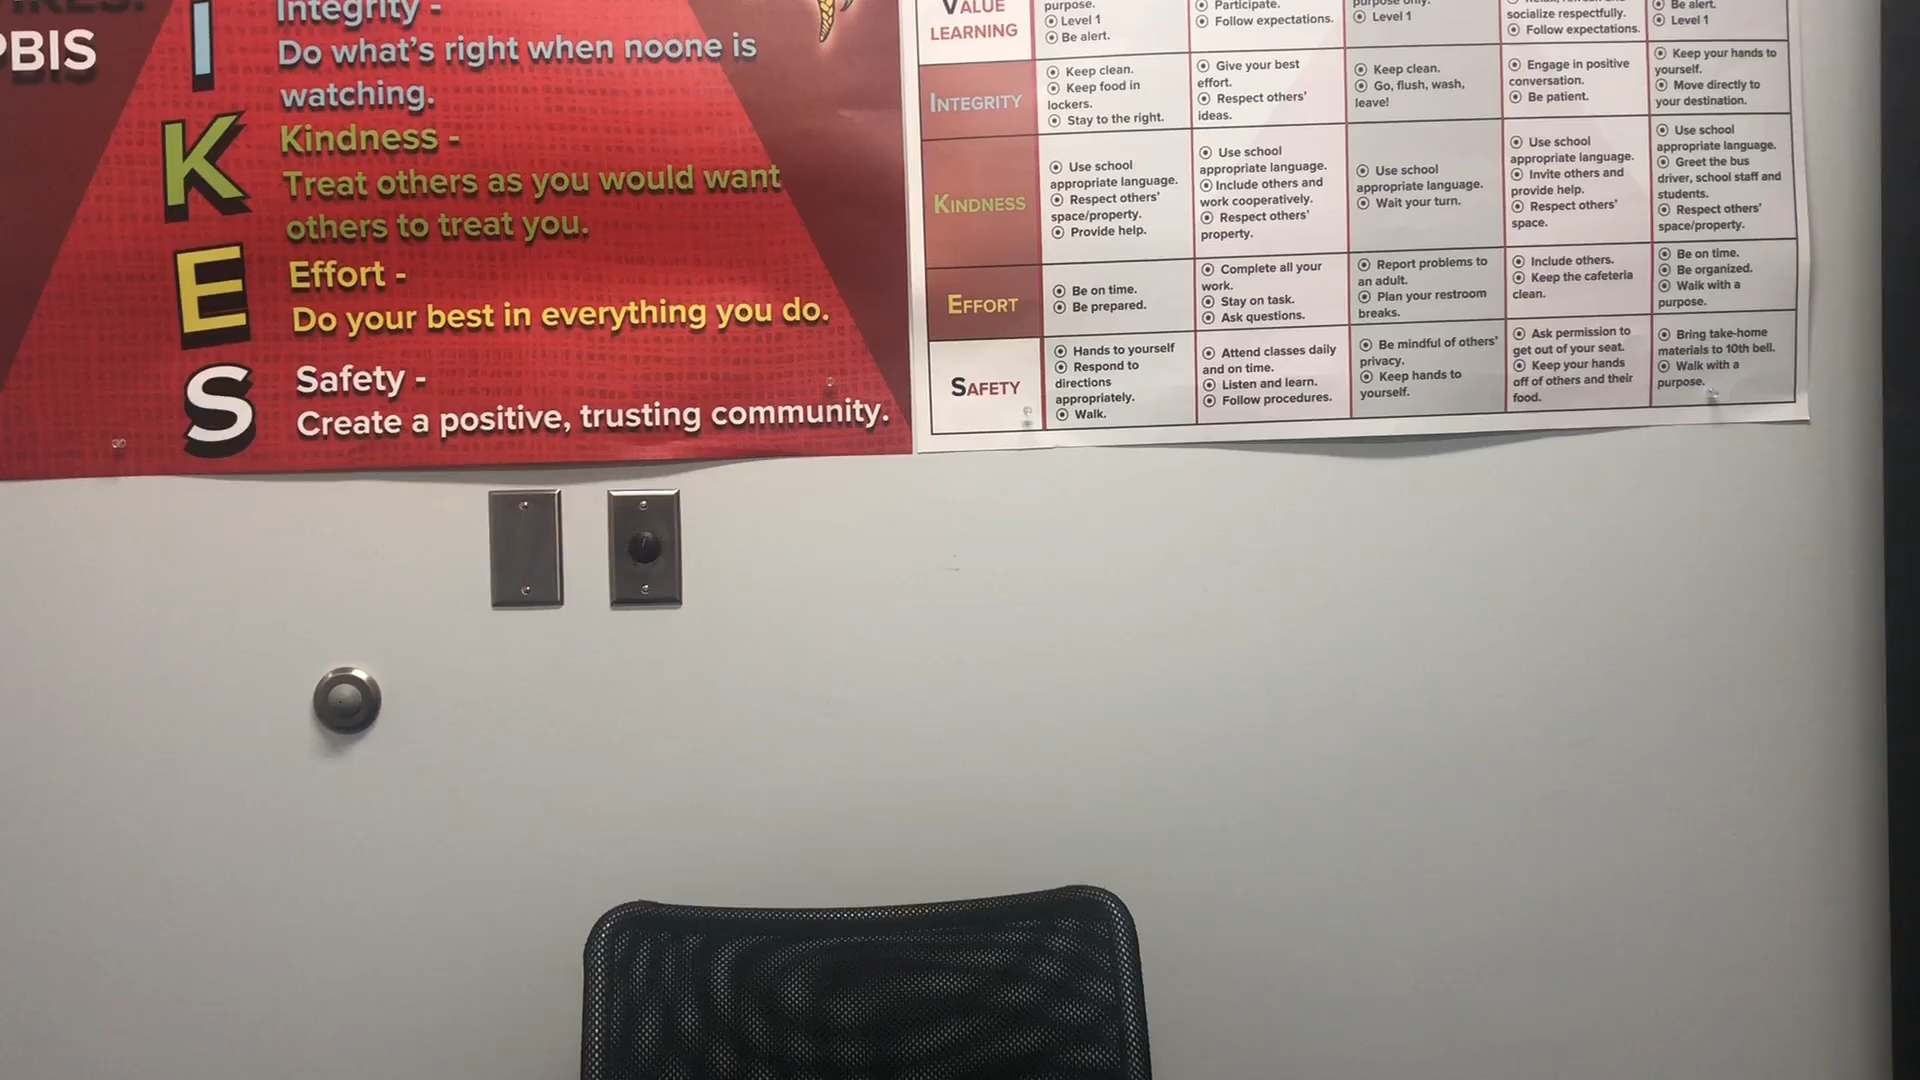 PBIS
I
Integrity -
Do what's right when noone is
watching.
K
Kindness -
Treat others as you would want
others to treat you.
E
Effort -
Do your best in everything you do.
S
Safety -
Create a positive, trusting community.
VALUE
LEARNING
purpose.
Level 1
Be alert.
Participate.
Follow expectations.
purpose only.
Level 1
socialize respectfully.
Follow expectations.
Be alert.
Level 1
INTEGRITY
Keep clean.
Keep food in
lockers.
Stay to the right.
Give your best
effort.
Respect others'
ideas.
Keep clean.
Go, flush, wash,
leave!
Engage in positive
conversation.
Be patient.
Keep your hands to
yourself.
Move directly to
your destination.
KINDNESS
Use school
appropriate language.
Respect others'
space/property.
Provide help.
Use school
appropriate language.
Include others and
work cooperatively.
Respect others'
property.
Use school
appropriate language.
Wait your turn.
Use school
appropriate language.
Invite others and
provide help.
Respect others'
space.
Use school
appropriate language.
Greet the bus
driver, school staff and
students.
Respect others'
space/property.
EFFORT
Be on time.
Be prepared.
Complete all your
work.
Stay on task.
Ask questions.
Report problems to
an adult.
Plan your restroom
breaks.
Include others.
Keep the cafeteria
clean.
Be on time.
Be organized.
Walk with a
purpose.
SAFETY
Hands to yourself
Respond to
directions
appropriately.
Walk.
Attend classes daily
and on time.
Listen and learn.
Follow procedures.
Be mindful of others'
privacy.
Keep hands to
yourself.
Ask permission to
get out of your seat.
Keep your hands
off of others and their
food.
Bring take-home
materials to 10th bell.
Walk with a
purpose.